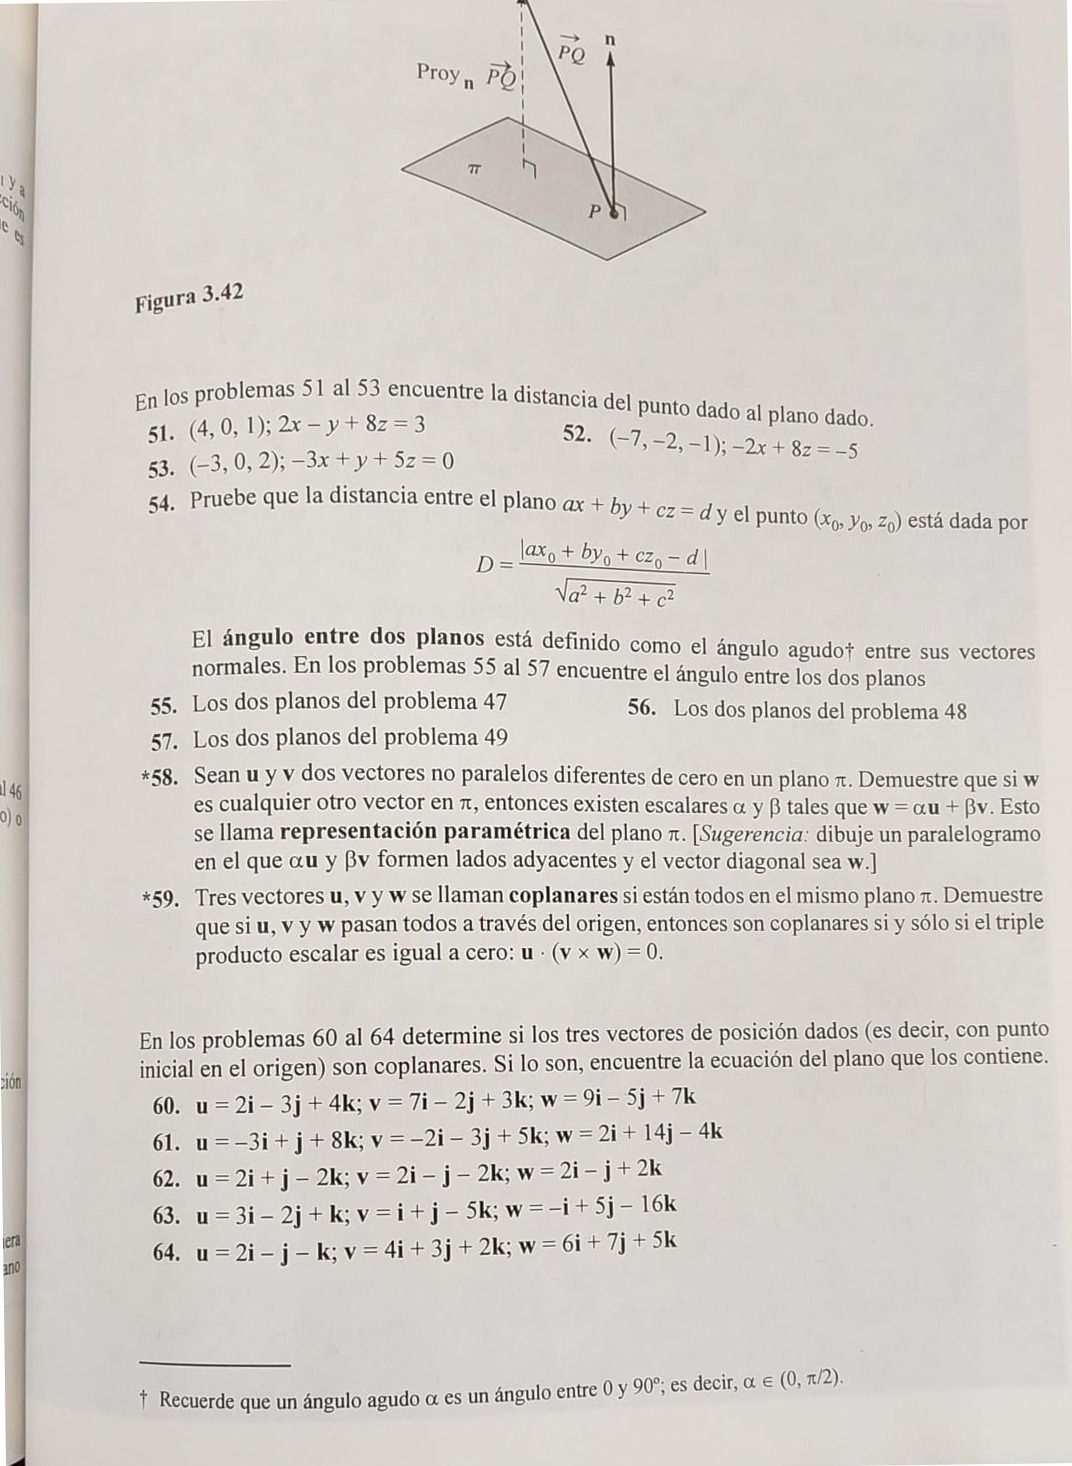 PQ n
Proy n PQ
π
P
Figura 3.42
En los problemas 51 al 53 encuentre la distancia del punto dado al plano dado.
51. (4, 0, 1); 2x – y + 8z = 3
52. (–7, –2, –1); –2x + 8z = –5
53. (–3, 0, 2); –3x + y + 5z = 0
54. Pruebe que la distancia entre el plano ax + by + cz = d y el punto (x₀, y₀, z₀) está dada por
D = |ax₀ + by₀ + cz₀ – d| / √a² + b² + c²
El ángulo entre dos planos está definido como el ángulo agudo† entre sus vectores
normales. En los problemas 55 al 57 encuentre el ángulo entre los dos planos
55. Los dos planos del problema 47
56. Los dos planos del problema 48
57. Los dos planos del problema 49
*58. Sean u y v dos vectores no paralelos diferentes de cero en un plano π. Demuestre que si w
es cualquier otro vector en π, entonces existen escalares α y β tales que w = αu + βv. Esto
se llama representación paramétrica del plano π. [Sugerencia: dibuje un paralelogramo
en el que αu y βv formen lados adyacentes y el vector diagonal sea w.]
*59. Tres vectores u, v y w se llaman coplanares si están todos en el mismo plano π. Demuestre
que si u, v y w pasan todos a través del origen, entonces son coplanares si y sólo si el triple
producto escalar es igual a cero: u · (v × w) = 0.
En los problemas 60 al 64 determine si los tres vectores de posición dados (es decir, con punto
inicial en el origen) son coplanares. Si lo son, encuentre la ecuación del plano que los contiene.
60. u = 2i – 3j + 4k; v = 7i – 2j + 3k; w = 9i – 5j + 7k
61. u = –3i + j + 8k; v = –2i – 3j + 5k; w = 2i + 14j – 4k
62. u = 2i + j – 2k; v = 2i – j – 2k; w = 2i – j + 2k
63. u = 3i – 2j + k; v = i + j – 5k; w = –i + 5j – 16k
64. u = 2i – j – k; v = 4i + 3j + 2k; w = 6i + 7j + 5k
† Recuerde que un ángulo agudo α es un ángulo entre 0 y 90º; es decir, α ∈ (0, π/2).